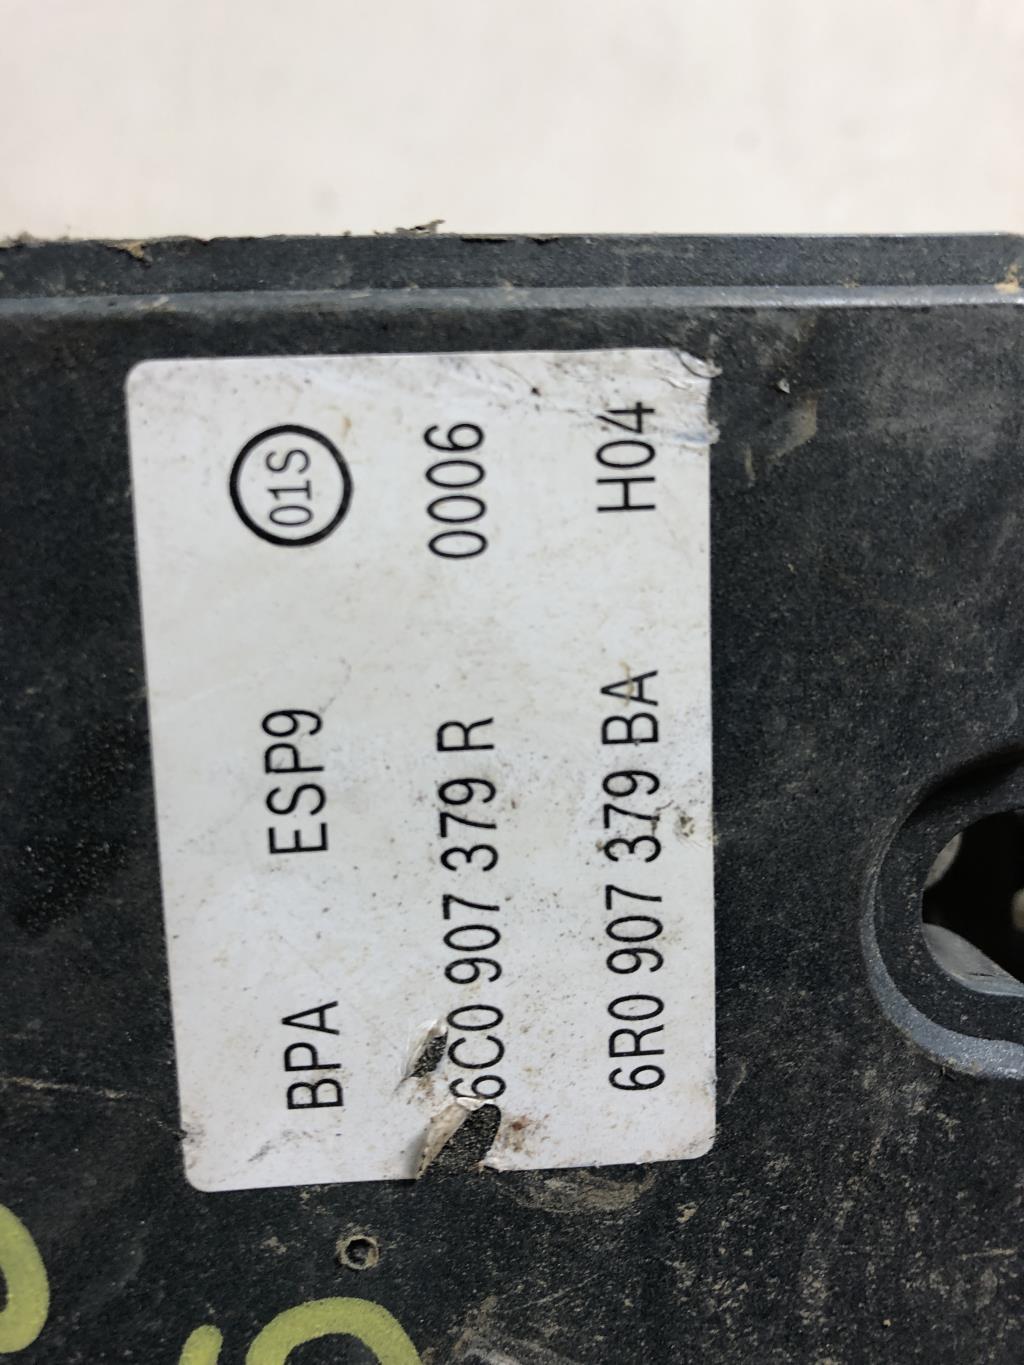 BPA ESP9 01S
6C0 907 379 R 0006
6R0 907 379 BA H04